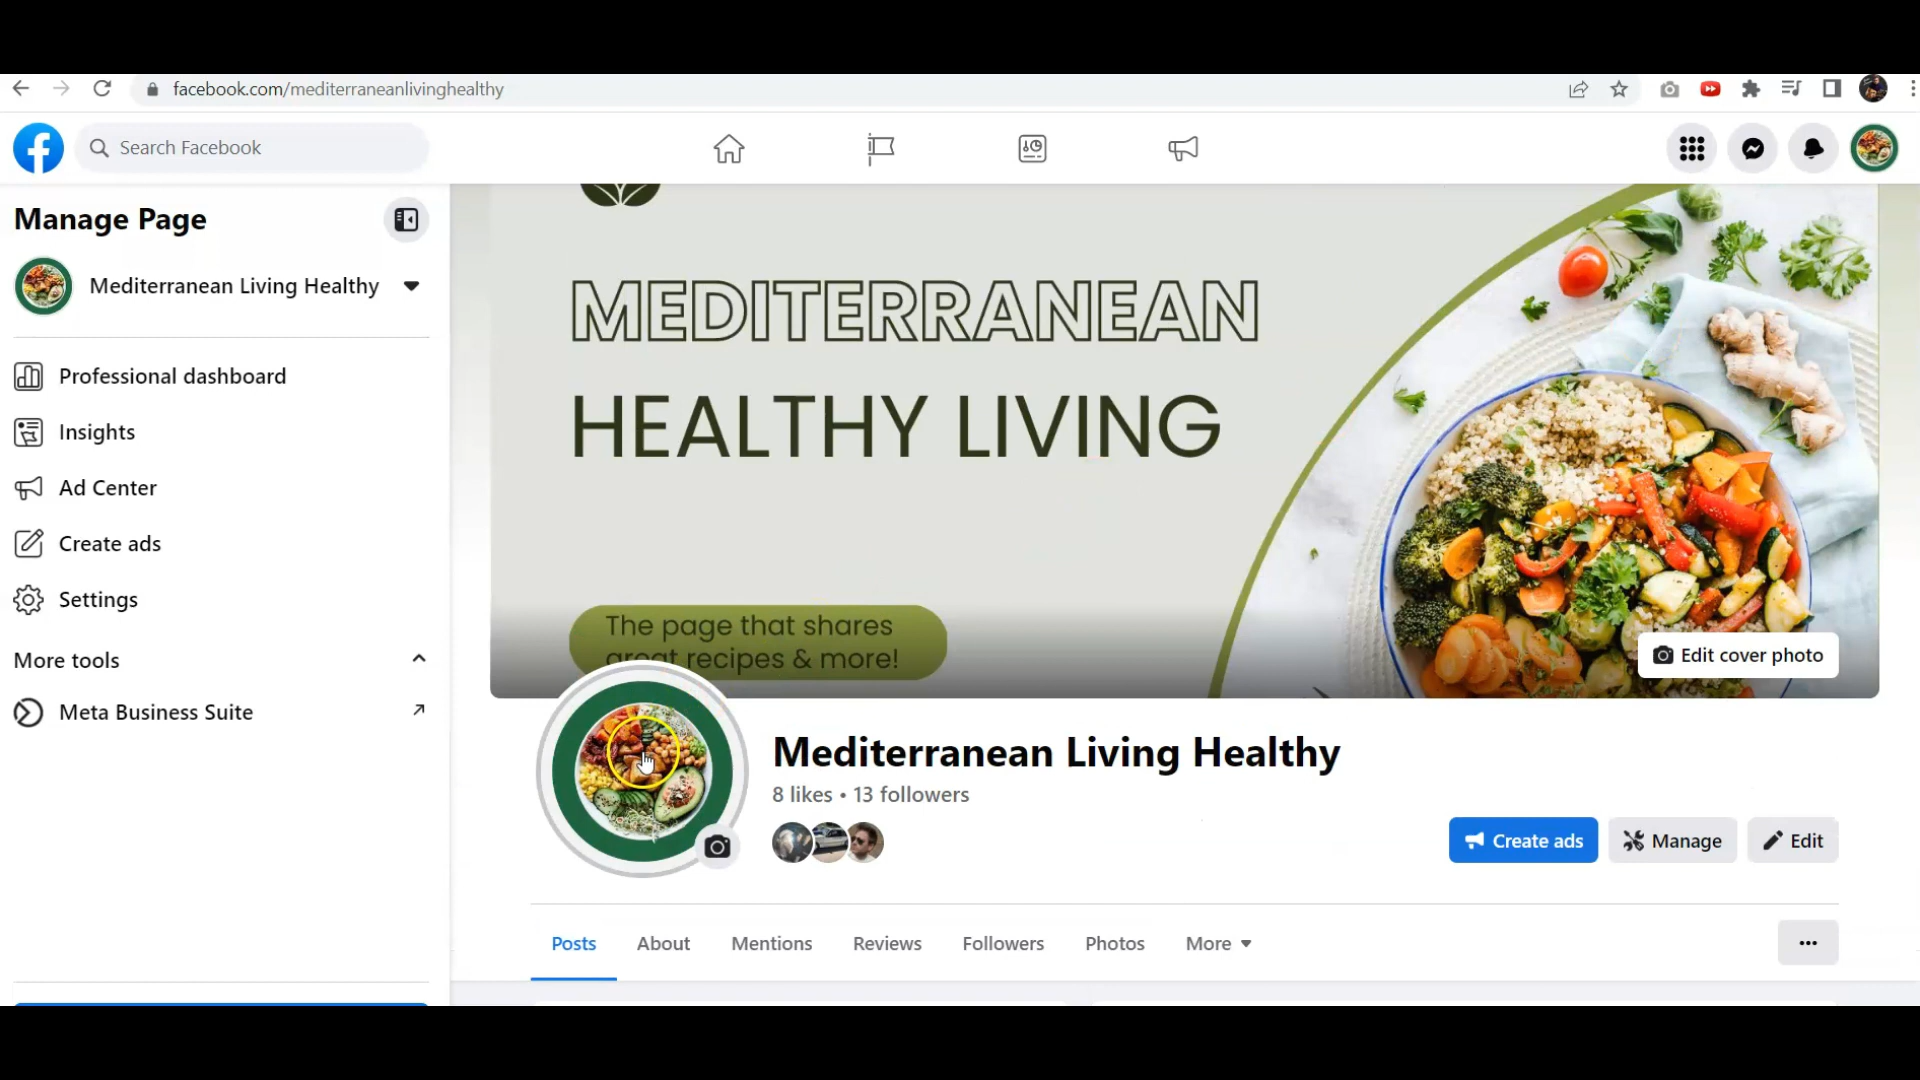 facebook.com/mediterraneanlivinghealthy
Search Facebook
Manage Page
Mediterranean Living Healthy
Professional dashboard
Insights
Ad Center
Create ads
Settings
More tools
Meta Business Suite
MEDITERRANEAN
HEALTHY LIVING
The page that shares
great recipes & more!
Edit cover photo
Mediterranean Living Healthy
8 likes • 13 followers
Create ads
Manage
Edit
Posts
About
Mentions
Reviews
Followers
Photos
More